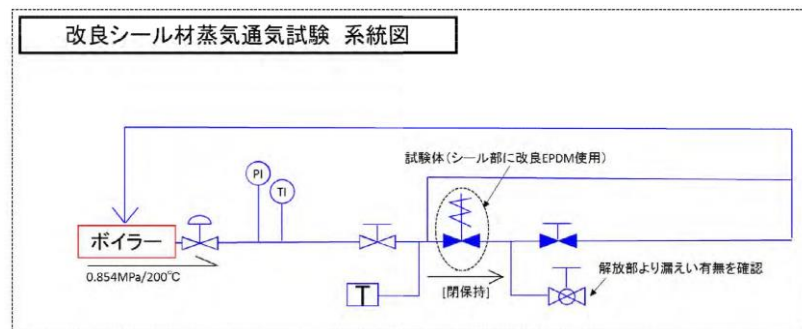 改良シール材蒸気通気試験 系統図
試験体(シール部に改良EPDM使用)
PI
TI
ボイラー
0.854MPa/200℃
T
[閉保持]
解放部より漏えい有無を確認